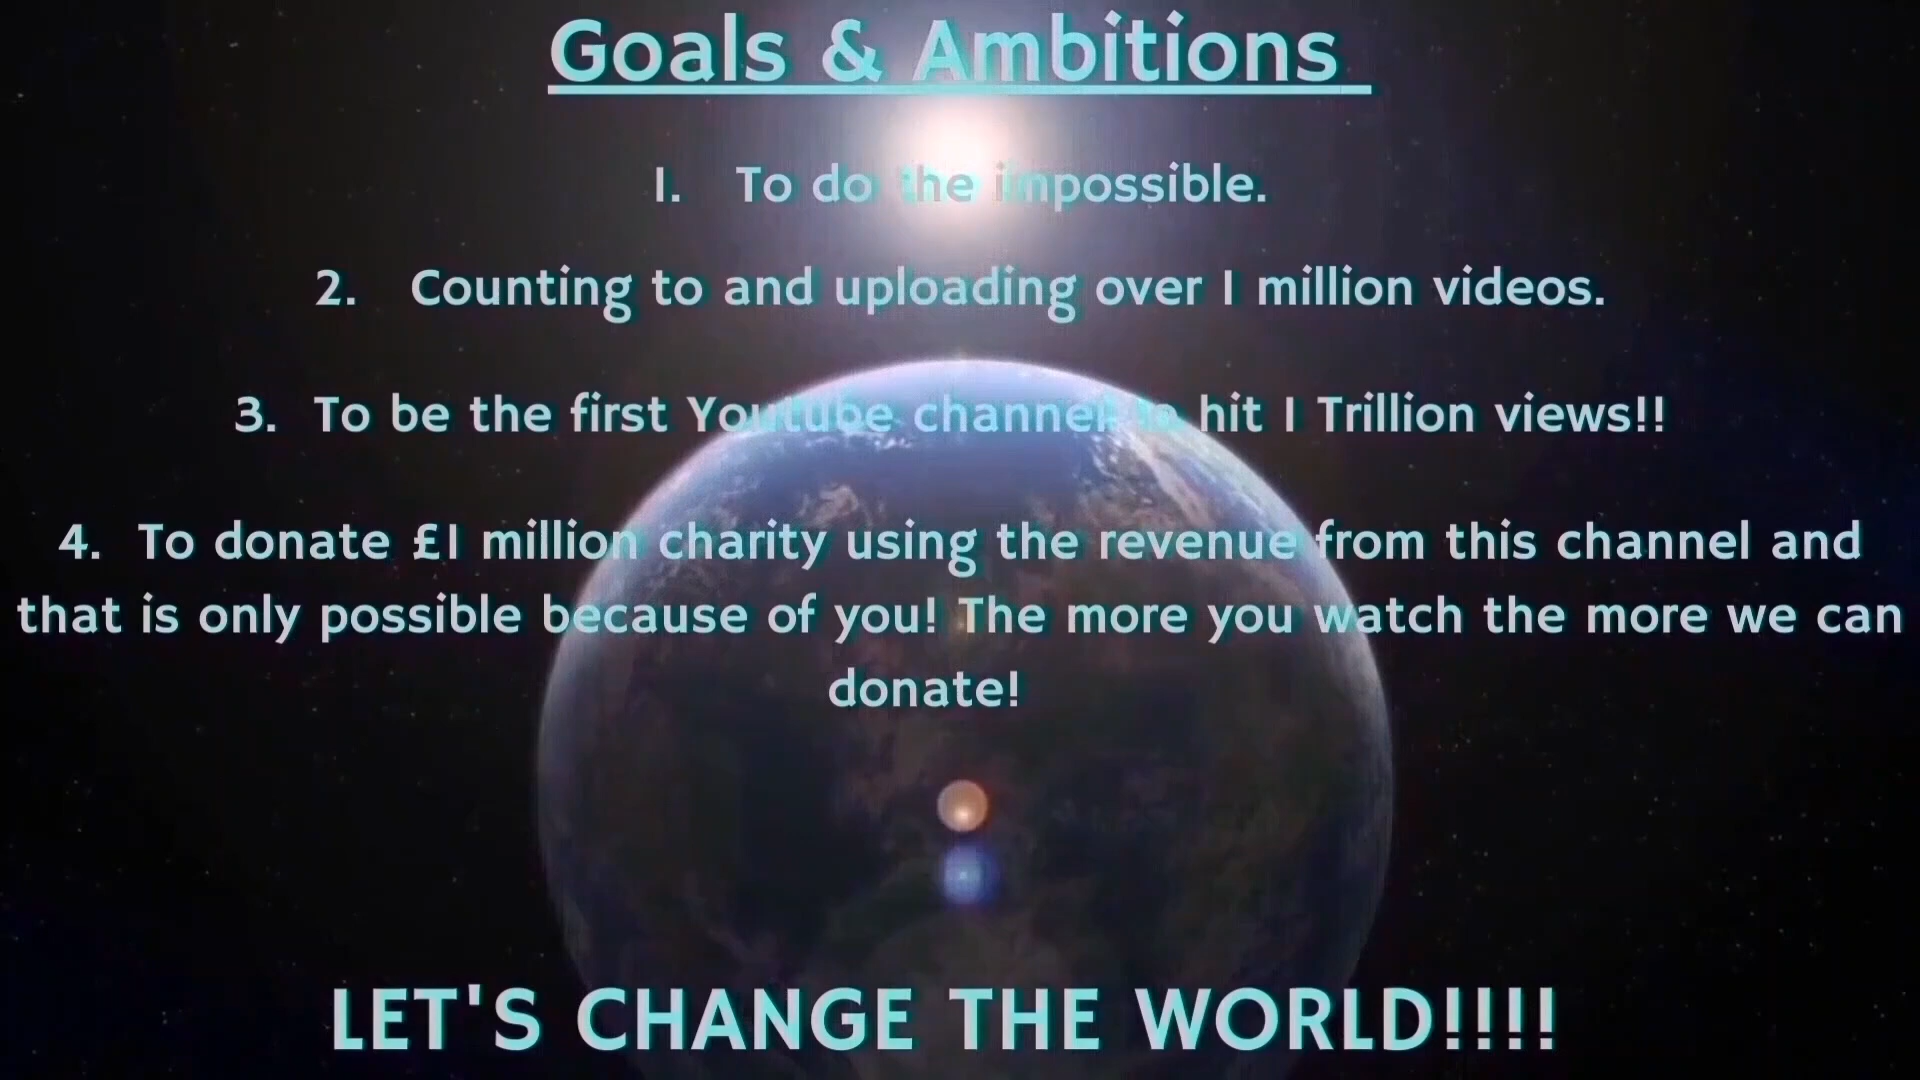 Goals & Ambitions
1. To do the impossible.
2. Counting to and uploading over 1 million videos.
3. To be the first Youtube channel to hit 1 Trillion views!!
4. To donate £1 million charity using the revenue from this channel and
that is only possible because of you! The more you watch the more we can
donate!
LET'S CHANGE THE WORLD!!!!